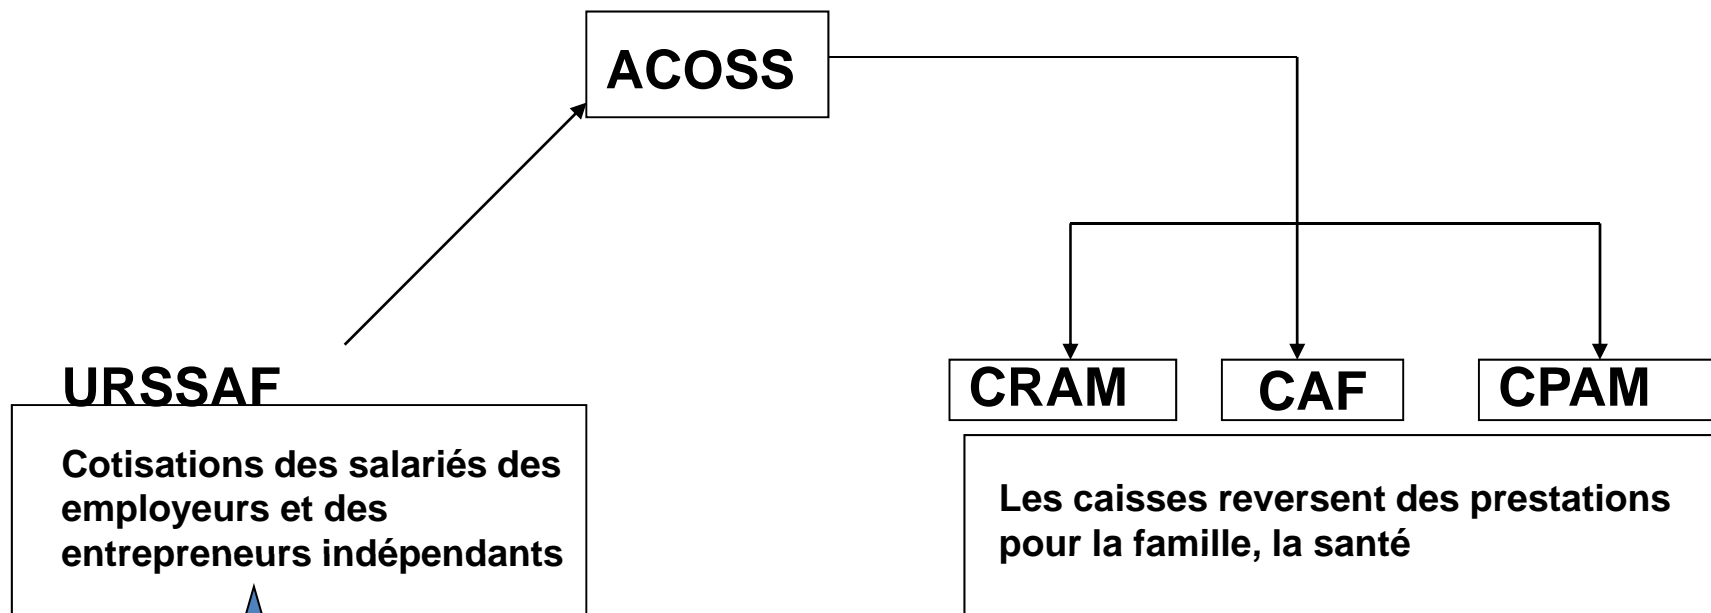 ACOSS
URSSAF
Cotisations des salariés des
employeurs et des
entrepreneurs indépendants
CRAM
CAF
CPAM
Les caisses reversent des prestations
pour la famille, la santé